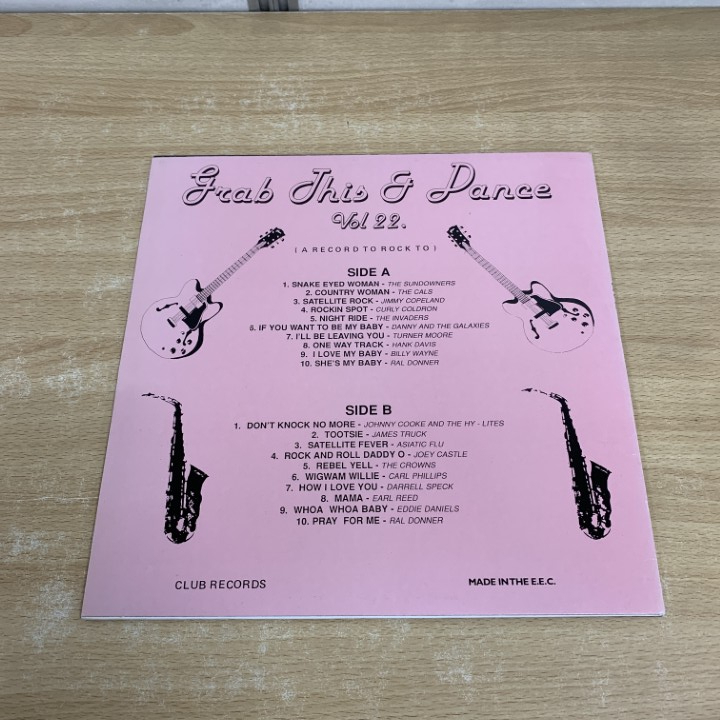 Grab This & Dance
Vol 22.
( A RECORD TO ROCK TO )
SIDE A
1. SNAKE EYED WOMAN - THE SUNDOWNERS
2. COUNTRY WOMAN - THE CALS
3. SATELLITE ROCK - JIMMY COPELAND
4. ROCKIN SPOT - CURLY COLDRON
5. NIGHT RIDE - THE INVADERS
6. IF YOU WANT TO BE MY BABY - DANNY AND THE GALAXIES
7. I'LL BE LEAVING YOU - TURNER MOORE
8. ONE WAY TRACK - HANK DAVIS
9. I LOVE MY BABY - BILLY WAYNE
10. SHE'S MY BABY - RAL DONNER
SIDE B
1. DON'T KNOCK NO MORE - JOHNNY COOKE AND THE HY - LITES
2. TOOTSIE - JAMES TRUCK
3. SATELLITE FEVER - ASIATIC FLU
4. ROCK AND ROLL DADDY O - JOEY CASTLE
5. REBEL YELL - THE CROWNS
6. WIGWAM WILLIE - CARL PHILLIPS
7. HOW I LOVE YOU - DARRELL SPECK
8. MAMA - EARL REED
9. WHOA WHOA BABY - EDDIE DANIELS
10. PRAY FOR ME - RAL DONNER
CLUB RECORDS
MADE IN THE E.E.C.